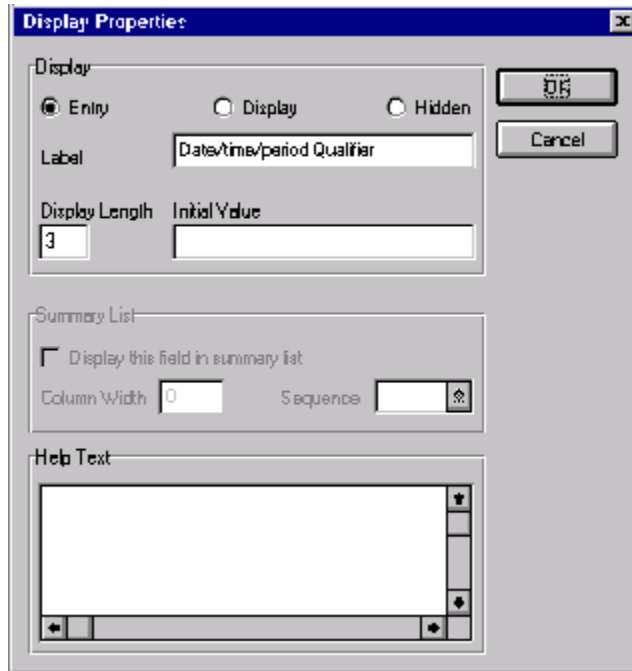 Display Properties
Display
Entry Display Hidden
OK
Label Date/time/period Qualifier
Cancel
Display Length Initial Value
3
Summary List
Display this field in summary list
Column Width 0 Sequence
Help Text